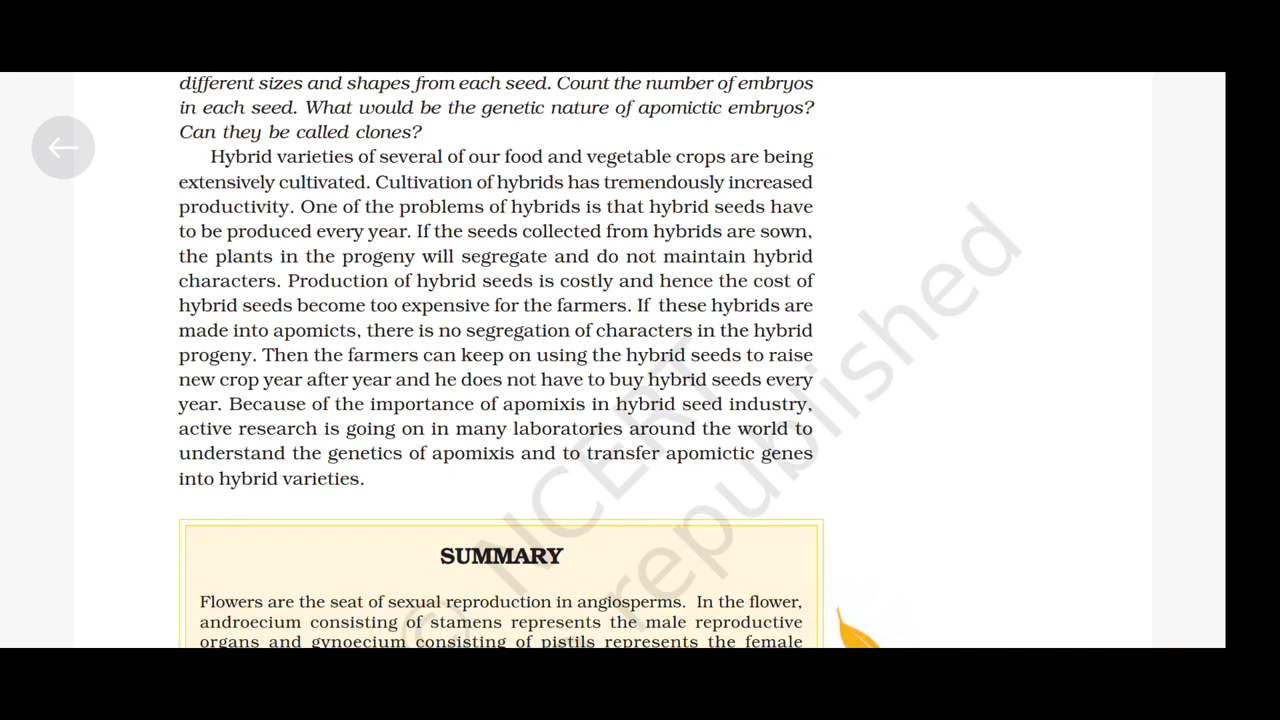 different sizes and shapes from each seed. Count the number of embryos
in each seed. What would be the genetic nature of apomictic embryos?
Can they be called clones?
Hybrid varieties of several of our food and vegetable crops are being
extensively cultivated. Cultivation of hybrids has tremendously increased
productivity. One of the problems of hybrids is that hybrid seeds have
to be produced every year. If the seeds collected from hybrids are sown,
the plants in the progeny will segregate and do not maintain hybrid
characters. Production of hybrid seeds is costly and hence the cost of
hybrid seeds become too expensive for the farmers. If these hybrids are
made into apomicts, there is no segregation of characters in the hybrid
progeny. Then the farmers can keep on using the hybrid seeds to raise
new crop year after year and he does not have to buy hybrid seeds every
year. Because of the importance of apomixis in hybrid seed industry,
active research is going on in many laboratories around the world to
understand the genetics of apomixis and to transfer apomictic genes
into hybrid varieties.
SUMMARY
Flowers are the seat of sexual reproduction in angiosperms. In the flower,
androecium consisting of stamens represents the male reproductive
organs and gynoecium consisting of pistils represents the female
© NCERT
republished